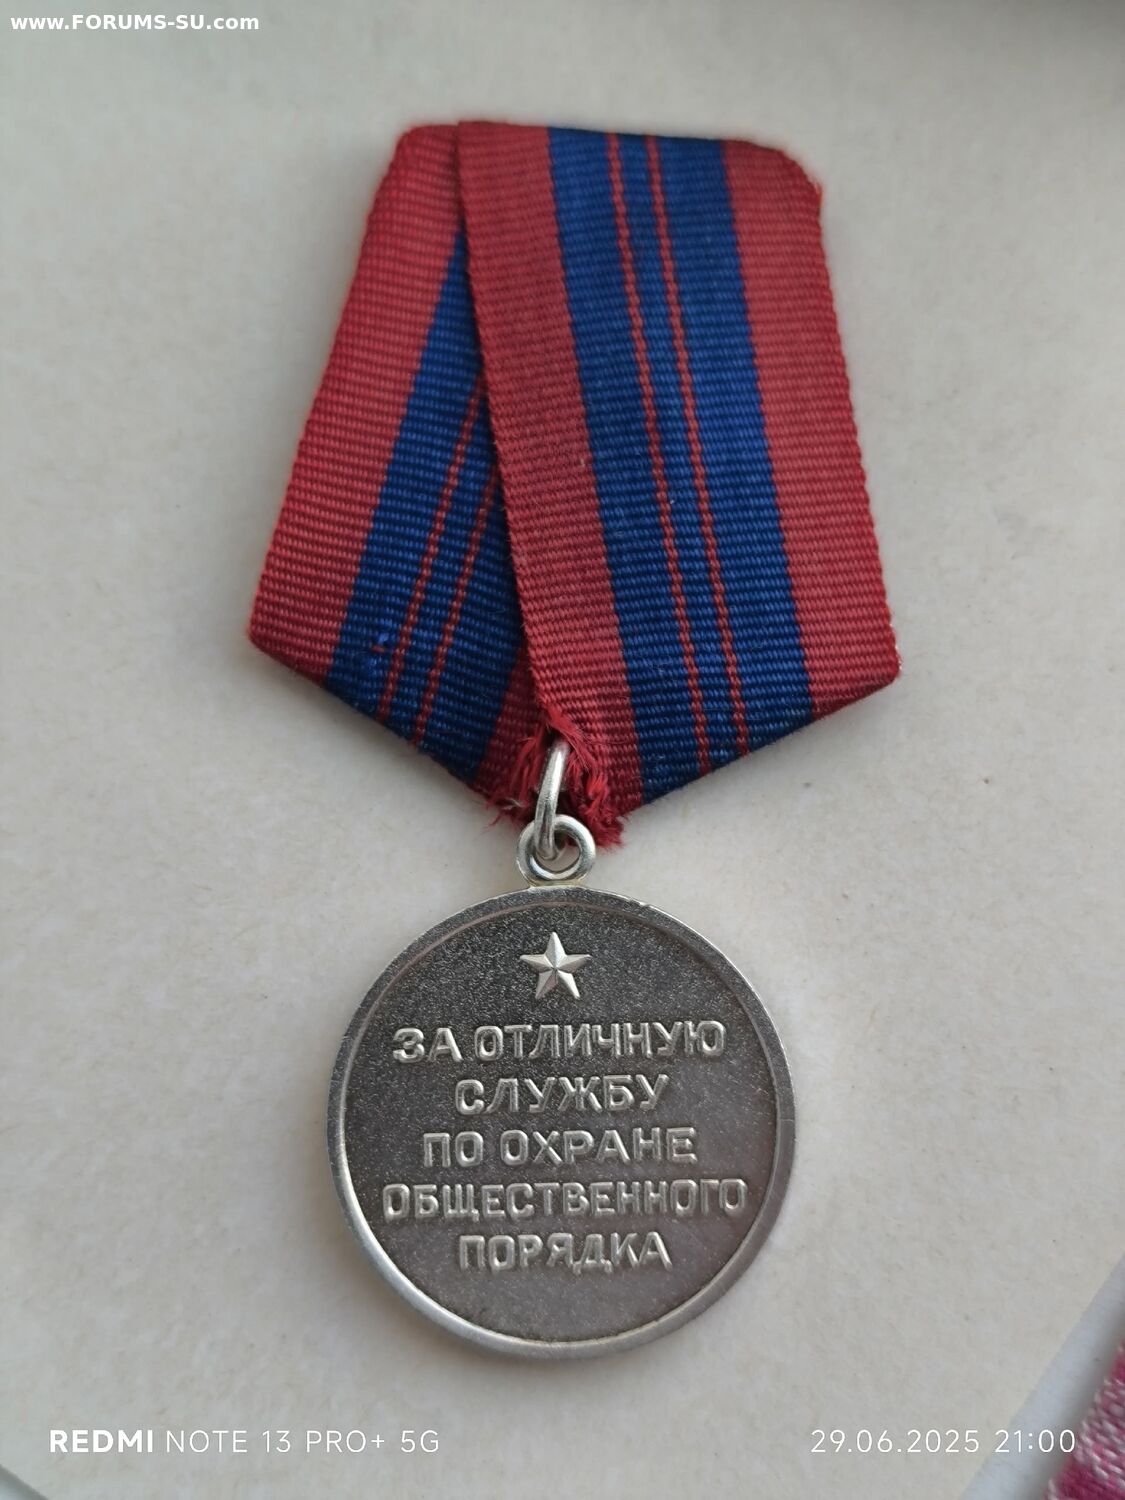 www.FORUMS-SU.com
ЗА ОТЛИЧНУЮ
СЛУЖБУ
ПО ОХРАНЕ
ОБЩЕСТВЕННОГО
ПОРЯДКА
REDMI NOTE 13 PRO+ 5G
29.06.2025 21:00